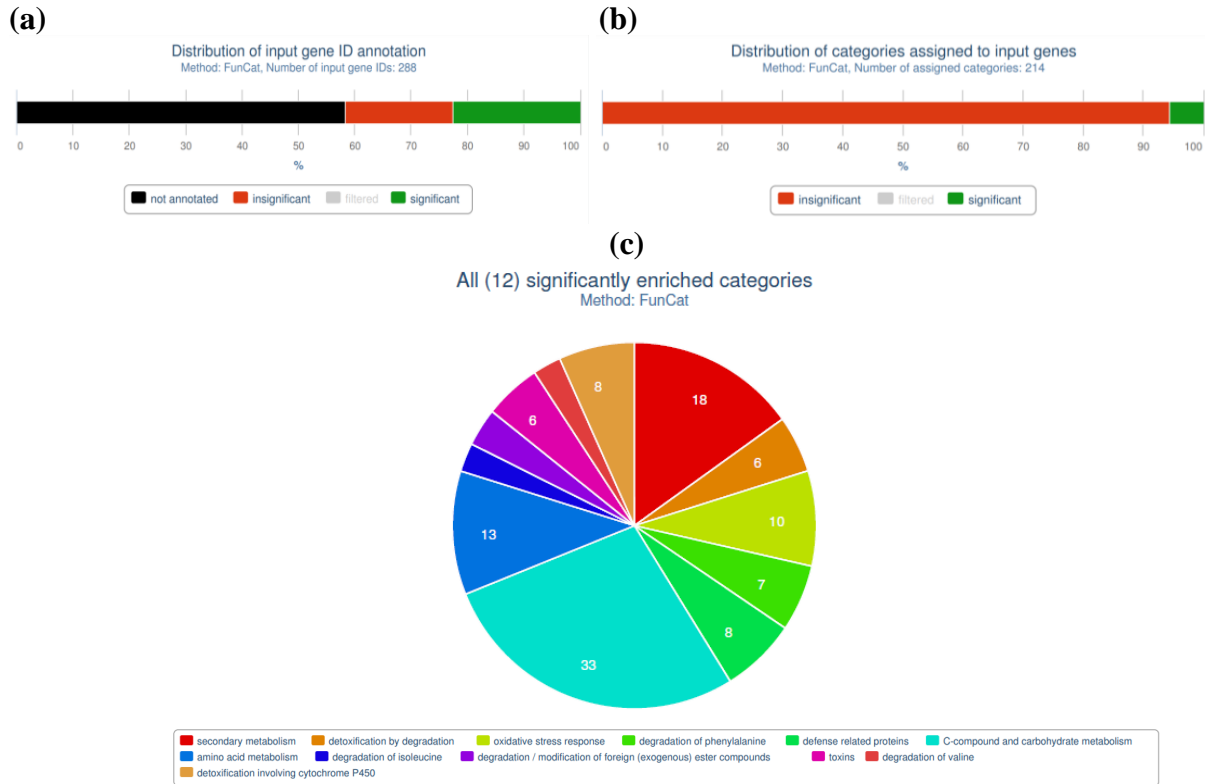 (a)
Distribution of input gene ID annotation
Method: FunCat, Number of input gene IDs: 288
0 10 20 30 40 50 60 70 80 90 100
%
not annotated insignificant filtered significant
(b)
Distribution of categories assigned to input genes
Method: FunCat, Number of assigned categories: 214
0 10 20 30 40 50 60 70 80 90 100
%
insignificant filtered significant
(c)
All (12) significantly enriched categories
Method: FunCat
8
18
6
6
10
13
7
8
33
secondary metabolism detoxification by degradation oxidative stress response degradation of phenylalanine defense related proteins C-compound and carbohydrate metabolism
amino acid metabolism degradation of isoleucine degradation / modification of foreign (exogenous) ester compounds toxins degradation of valine
detoxification involving cytochrome P450